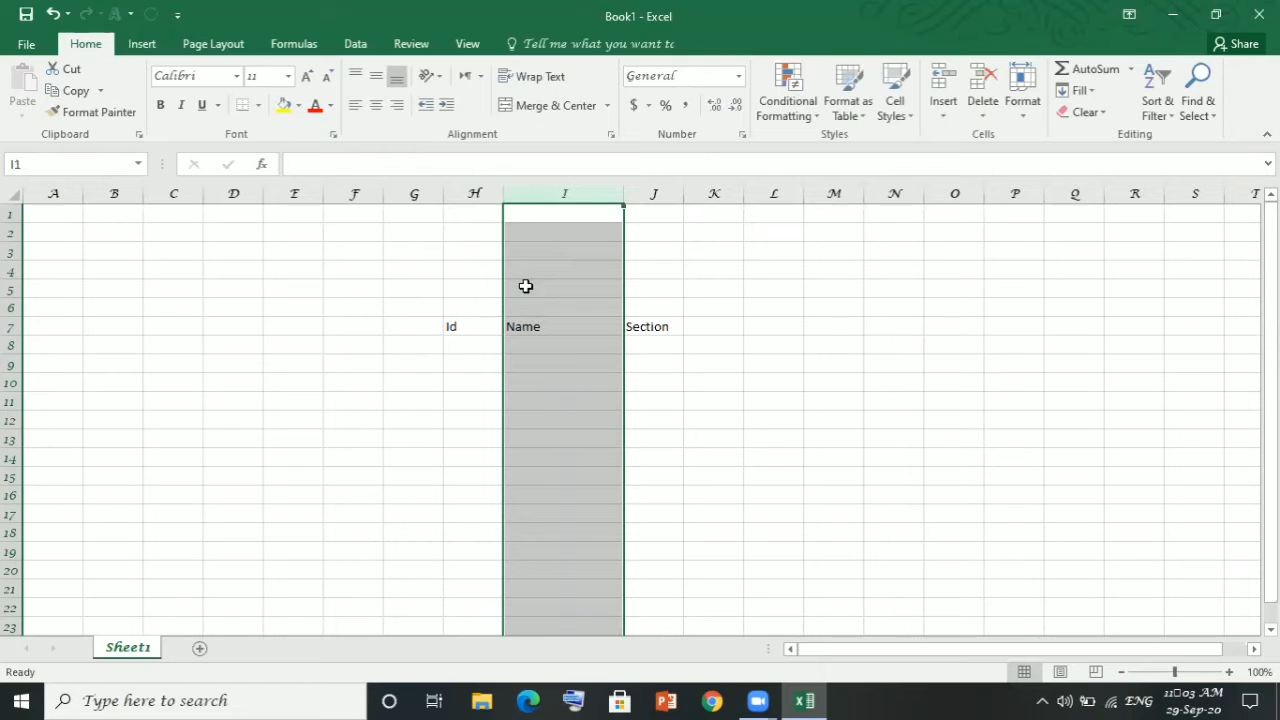 Book1 - Excel
File Home Insert Page Layout Formulas Data Review View Tell me what you want tc Share
Cut
Copy
Format Painter
Paste
Calibri 11
Wrap Text
Merge & Center
General
$ % ,
Conditional Formatting
Format as Table
Cell Styles
Insert Delete Format
AutoSum
Fill
Clear
Sort & Filter
Find & Select
Clipboard Font Alignment Number Styles Cells Editing
I1 fx
A B C D E F G H I J K L M N O P Q R S T
1
2
3
4
5
6
7 Id Name Section
8
9
10
11
12
13
14
15
16
17
18
19
20
21
22
23
Sheet1
Ready 100%
Type here to search ENG 11:03 AM
29-Sep-20